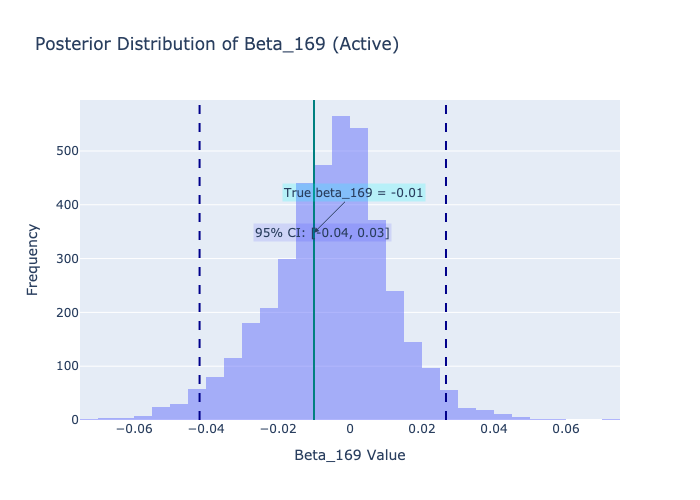 Posterior Distribution of Beta_169 (Active)
500
400
300
200
100
0
Frequency
True beta_169 = -0.01
95% CI: [-0.04, 0.03]
−0.06
−0.04
−0.02
0
0.02
0.04
0.06
Beta_169 Value